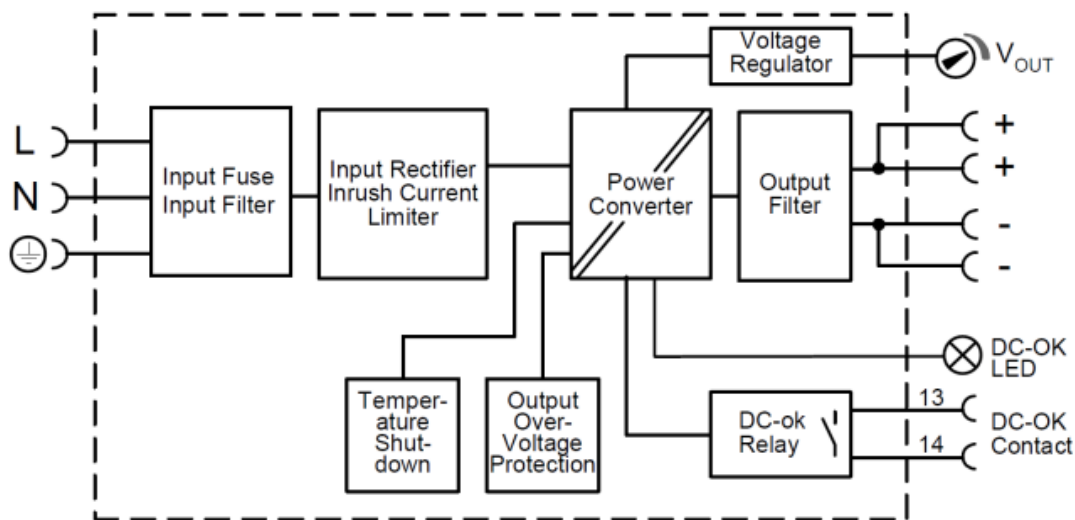 Voltage
Regulator
V OUT
L
N
Input Fuse
Input Filter
Input Rectifier
Inrush Current
Limiter
Power
Converter
Output
Filter
+
+
-
-
DC-OK
LED
Temper-
ature
Shut-
down
Output
Over-
Voltage
Protection
DC-ok
Relay
13
14
DC-OK
Contact